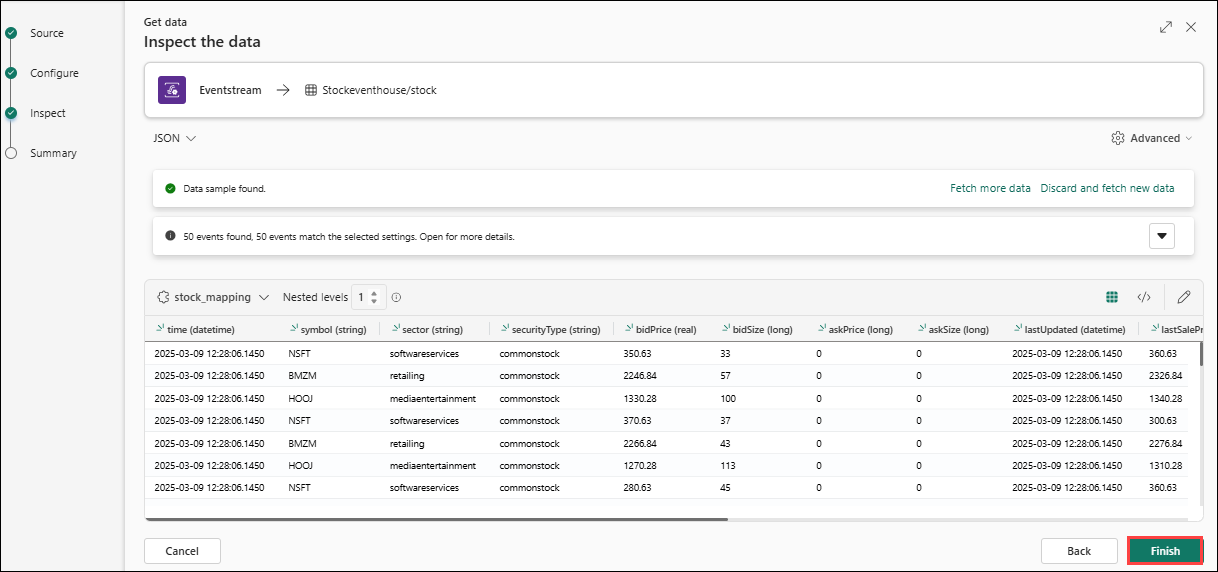 Source
Configure
Inspect
Summary
Get data
Inspect the data
Eventstream Stockeventhouse/stock
JSON Advanced
Data sample found. Fetch more data Discard and fetch new data
50 events found, 50 events match the selected settings. Open for more details.
stock_mapping Nested levels 1
time (datetime) symbol (string) sector (string) securityType (string) bidPrice (real) bidSize (long) askPrice (long) askSize (long) lastUpdated (datetime) lastSalePr
2025-03-09 12:28:06.1450 NSFT softwareservices commonstock 350.63 33 0 0 2025-03-09 12:28:06.1450 360.63
2025-03-09 12:28:06.1450 BMZM retailing commonstock 2246.84 57 0 0 2025-03-09 12:28:06.1450 2326.84
2025-03-09 12:28:06.1450 HOOJ mediaentertainment commonstock 1330.28 100 0 0 2025-03-09 12:28:06.1450 1340.28
2025-03-09 12:28:06.1450 NSFT softwareservices commonstock 370.63 37 0 0 2025-03-09 12:28:06.1450 300.63
2025-03-09 12:28:06.1450 BMZM retailing commonstock 2266.84 43 0 0 2025-03-09 12:28:06.1450 2276.84
2025-03-09 12:28:06.1450 HOOJ mediaentertainment commonstock 1270.28 113 0 0 2025-03-09 12:28:06.1450 1310.28
2025-03-09 12:28:06.1450 NSFT softwareservices commonstock 280.63 45 0 0 2025-03-09 12:28:06.1450 360.63
Cancel Back Finish